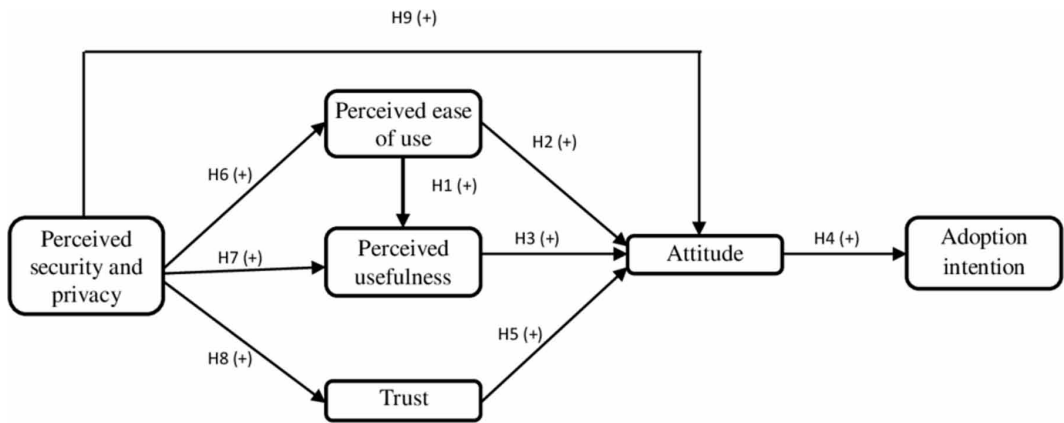 H9 (+)
Perceived ease
of use
H2 (+)
H6 (+)
H1 (+)
Perceived
security and
privacy
H7 (+)
Perceived
usefulness
H3 (+)
Attitude
H4 (+)
Adoption
intention
H8 (+)
H5 (+)
Trust